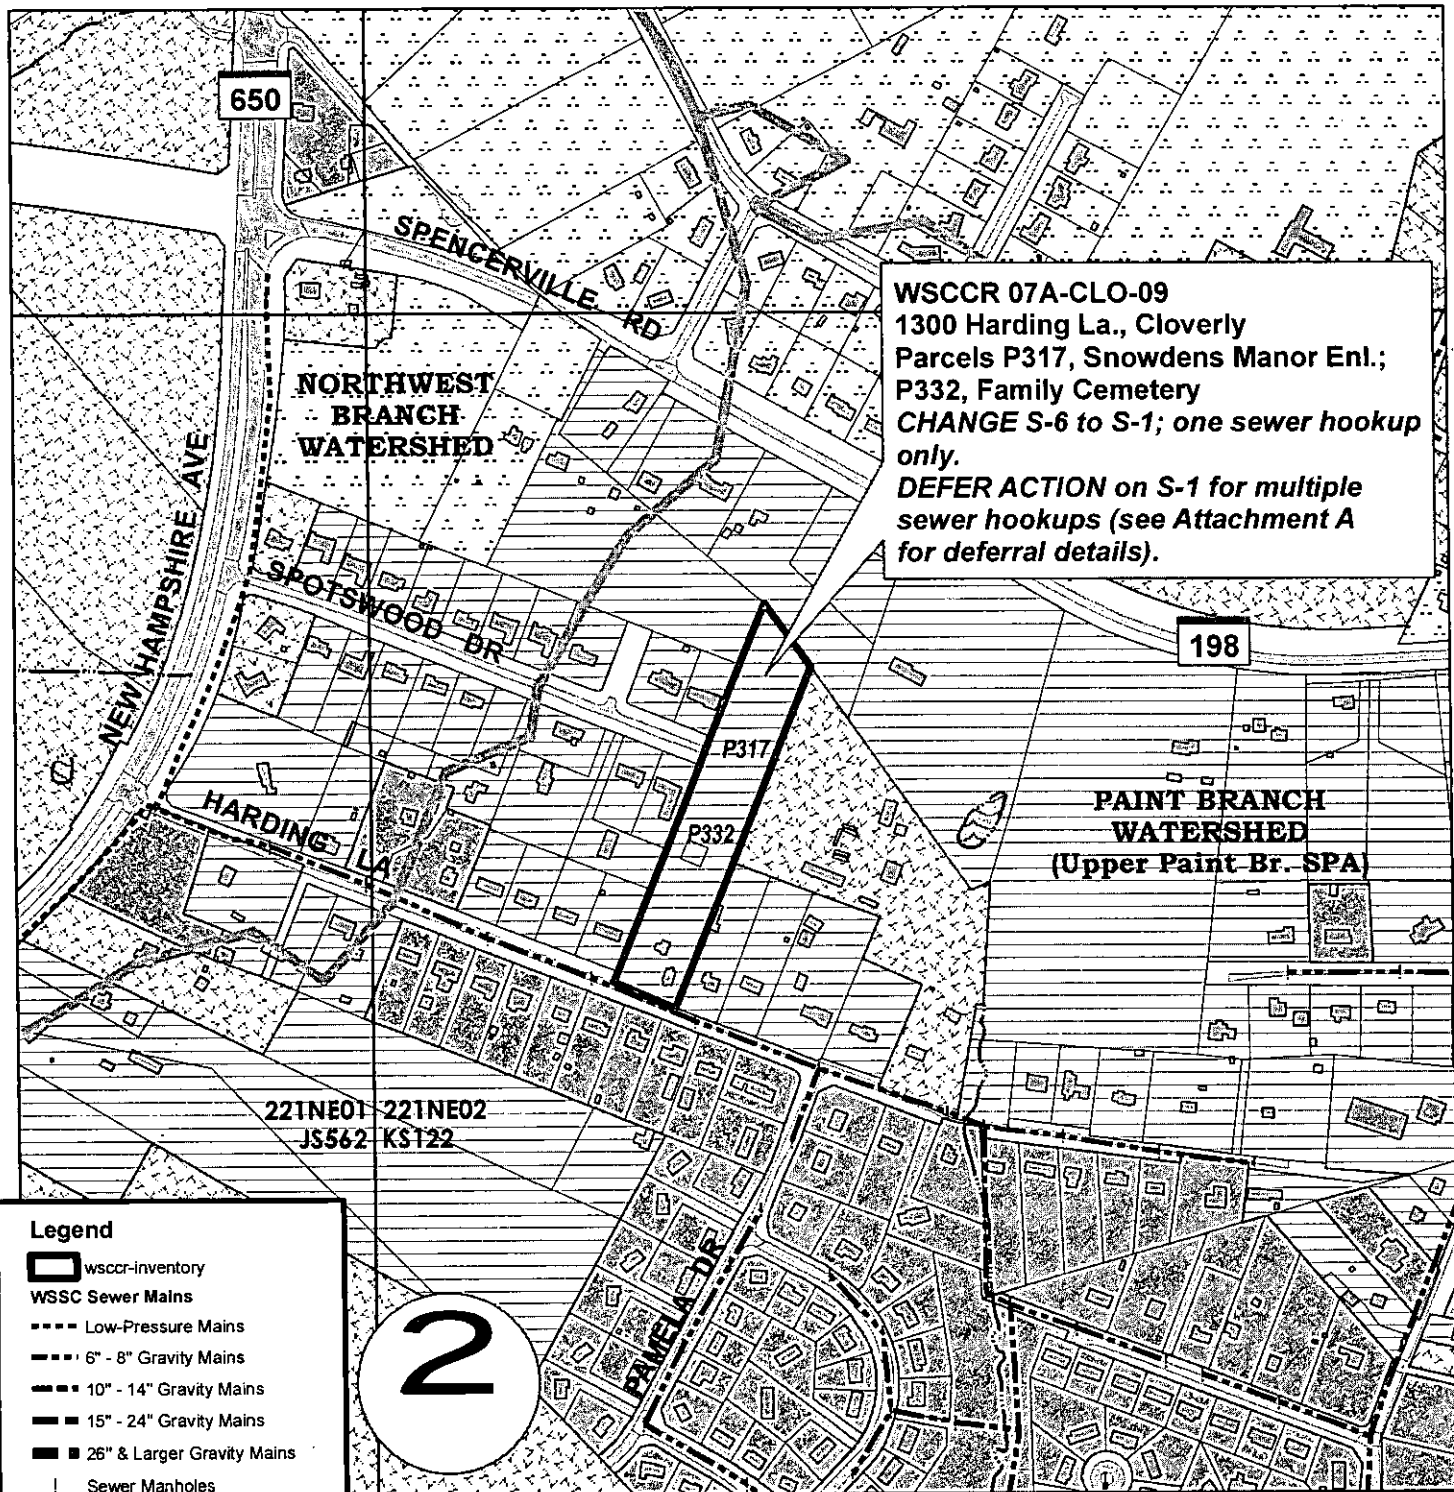 650
SPENCERVILLE RD
WSCCR 07A-CLO-09
1300 Harding La., Cloverly
Parcels P317, Snowdens Manor Enl.;
P332, Family Cemetery
CHANGE S-6 to S-1; one sewer hookup
only.
DEFER ACTION on S-1 for multiple
sewer hookups (see Attachment A
for deferral details).
NORTHWEST
BRANCH
WATERSHED
NEW HAMPSHIRE AVE
SPOTSWOOD DR
198
P317
HARDING LA
P332
PAINT BRANCH
WATERSHED
(Upper Paint Br. SPA)
221NE01 221NE02
JS562 KS122
PAMELA DR
Legend
wsccr-inventory
WSSC Sewer Mains
Low-Pressure Mains
6" - 8" Gravity Mains
10" - 14" Gravity Mains
15" - 24" Gravity Mains
26" & Larger Gravity Mains
Sewer Manholes
2